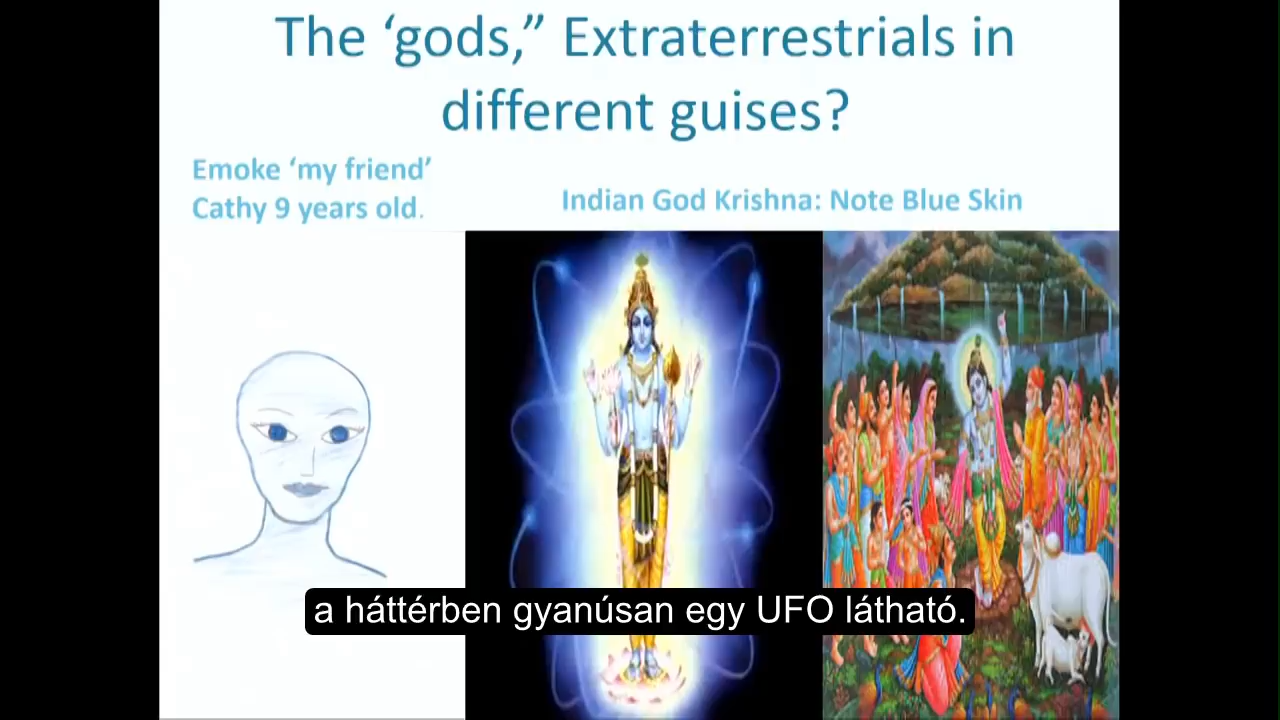 The ‘gods,” Extraterrestrials in
different guises?
Emoke ‘my friend’
Cathy 9 years old.
Indian God Krishna: Note Blue Skin
a háttérben gyanúsan egy UFO látható.